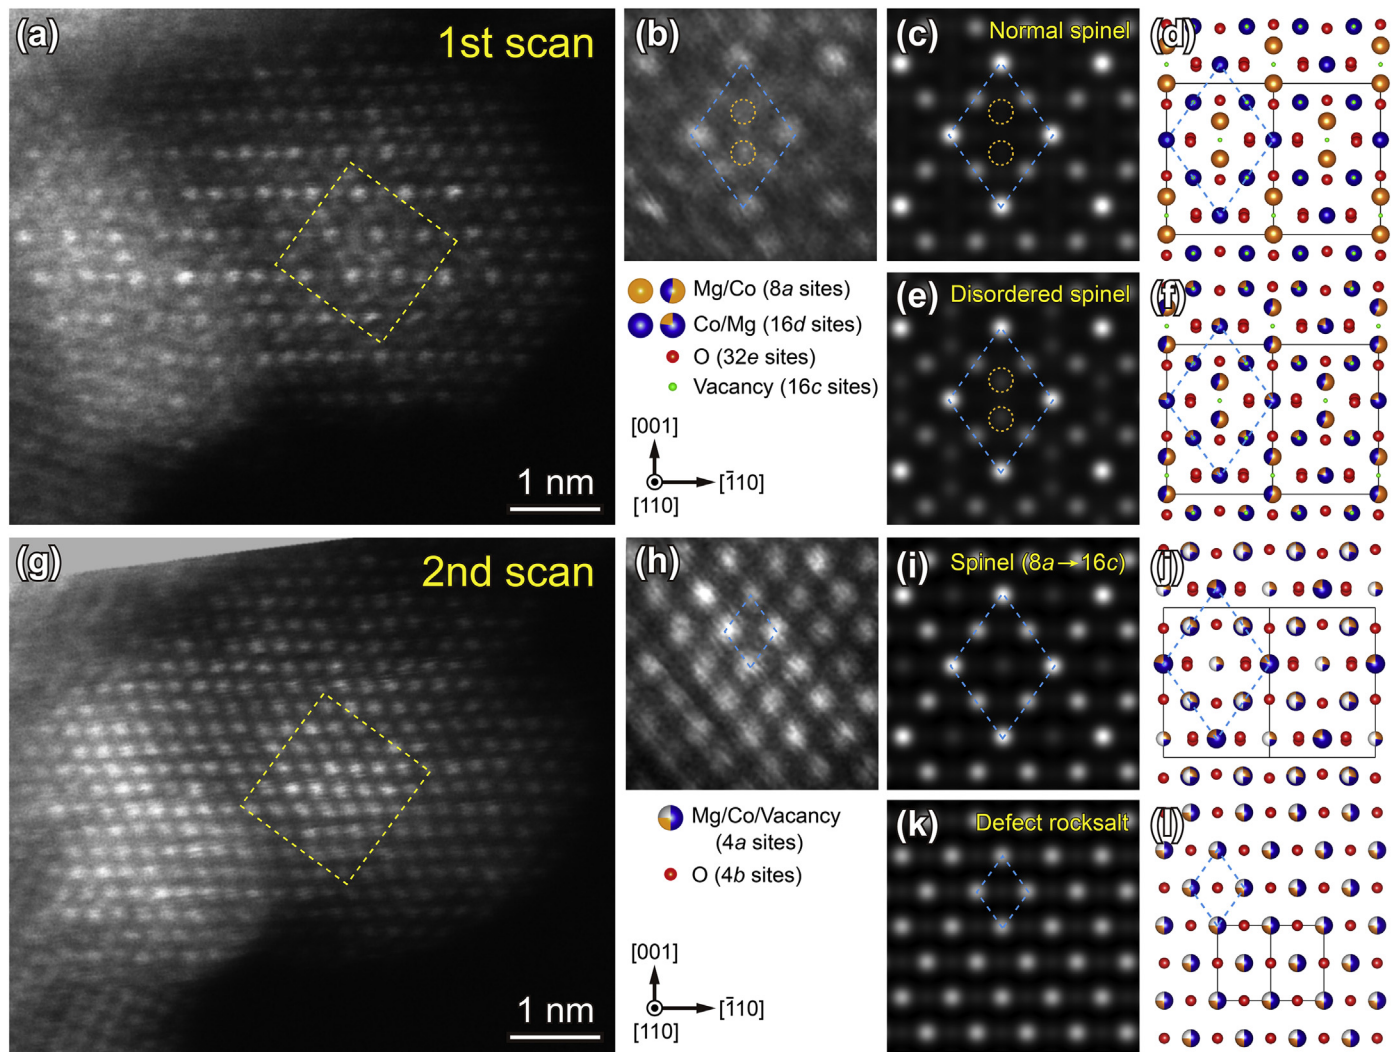 (a)
1st scan
1 nm
(b)
Mg/Co (8a sites)
Co/Mg (16d sites)
O (32e sites)
Vacancy (16c sites)
[001]
[1̄10]
[110]
(c)
Normal spinel
(d)
(e)
Disordered spinel
(f)
(g)
2nd scan
1 nm
(h)
Mg/Co/Vacancy
(4a sites)
O (4b sites)
[001]
[1̄10]
[110]
(i)
Spinel (8a→16c)
(j)
(k)
Defect rocksalt
(l)